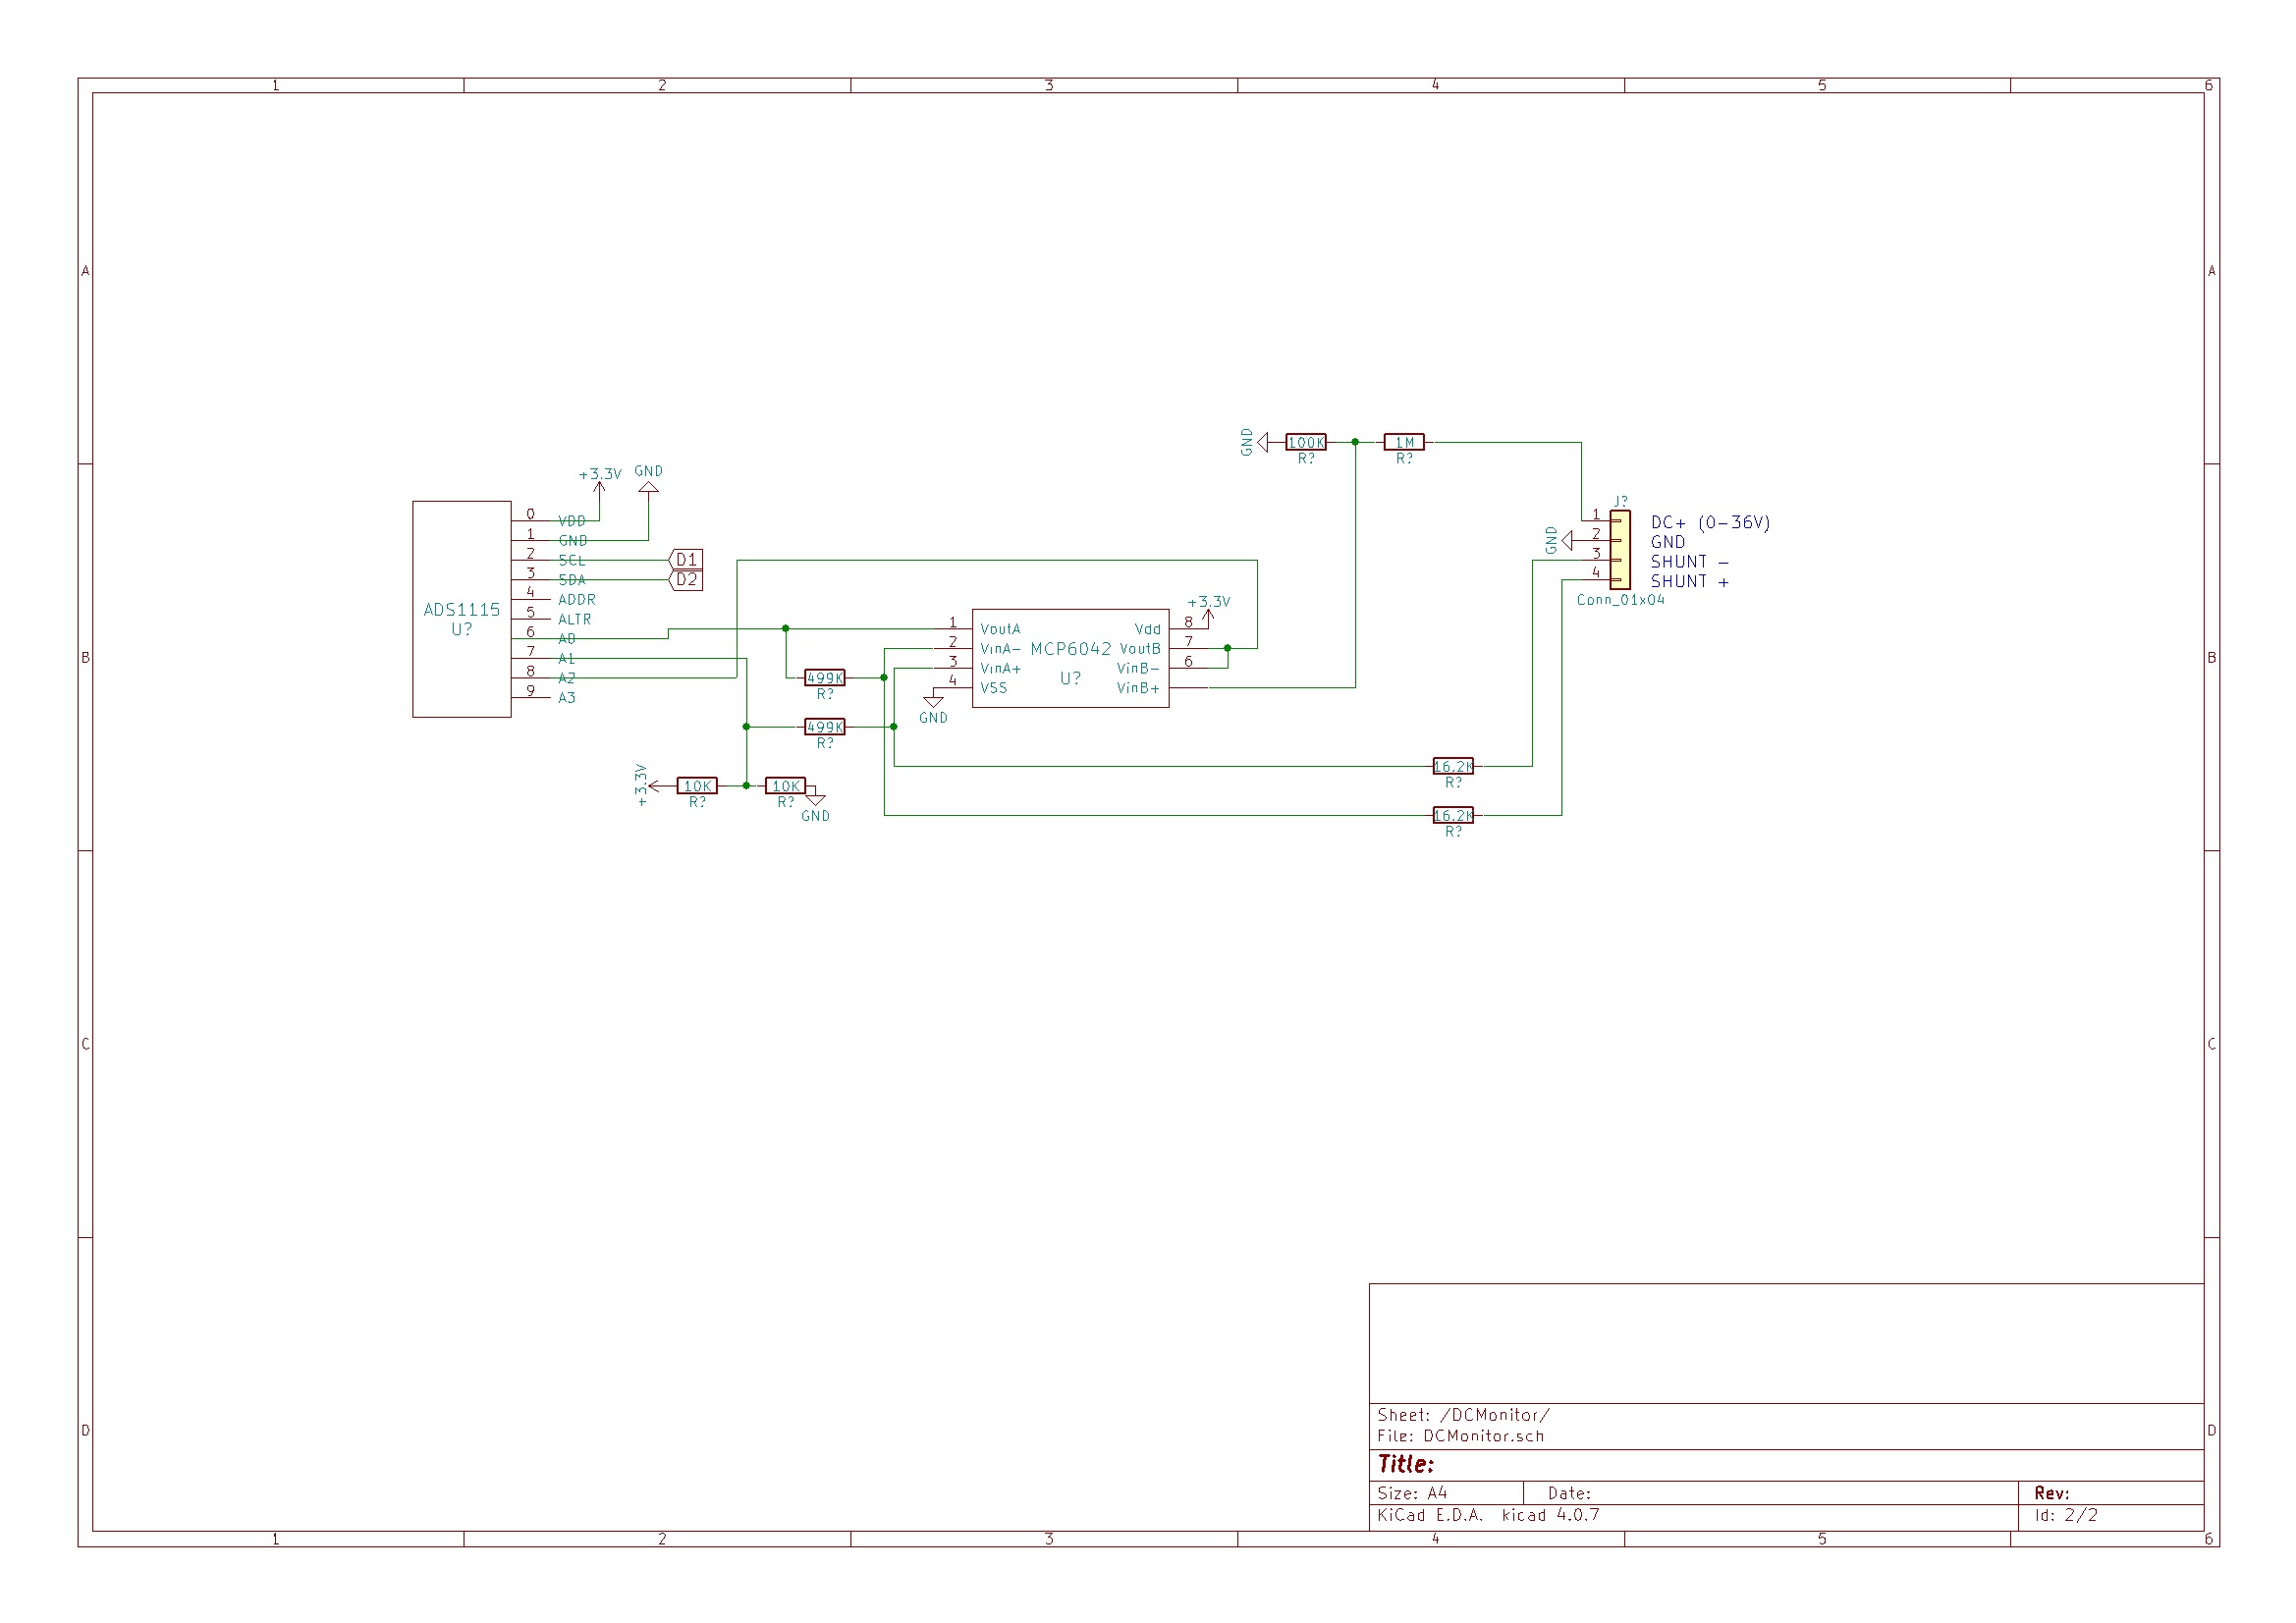 1 2 3 4 5 6
A A
B B
C C
D D
1 2 3 4 5 6
GND 100K 1M
R? R?
+3.3V GND
0 VDD
1 GND
2 SCL D1
3 SDA D2
4 ADDR
5 ALTR
6 A0
7 A1
8 A2
9 A3
ADS1115
U?
J?
1 DC+ (0-36V)
2 GND
3 SHUNT -
4 SHUNT +
GND
Conn_01x04
+3.3V
1 VoutA Vdd 8
2 VinA- MCP6042 VoutB 7
3 VinA+ VinB- 6
4 VSS U? VinB+
GND
499K
R?
499K
R?
+3.3V 10K 10K
R? R?
GND
16.2K
R?
16.2K
R?
Sheet: /DCMonitor/
File: DCMonitor.sch
Title:
Size: A4 Date: Rev:
KiCad E.D.A. kicad 4.0.7 Id: 2/2